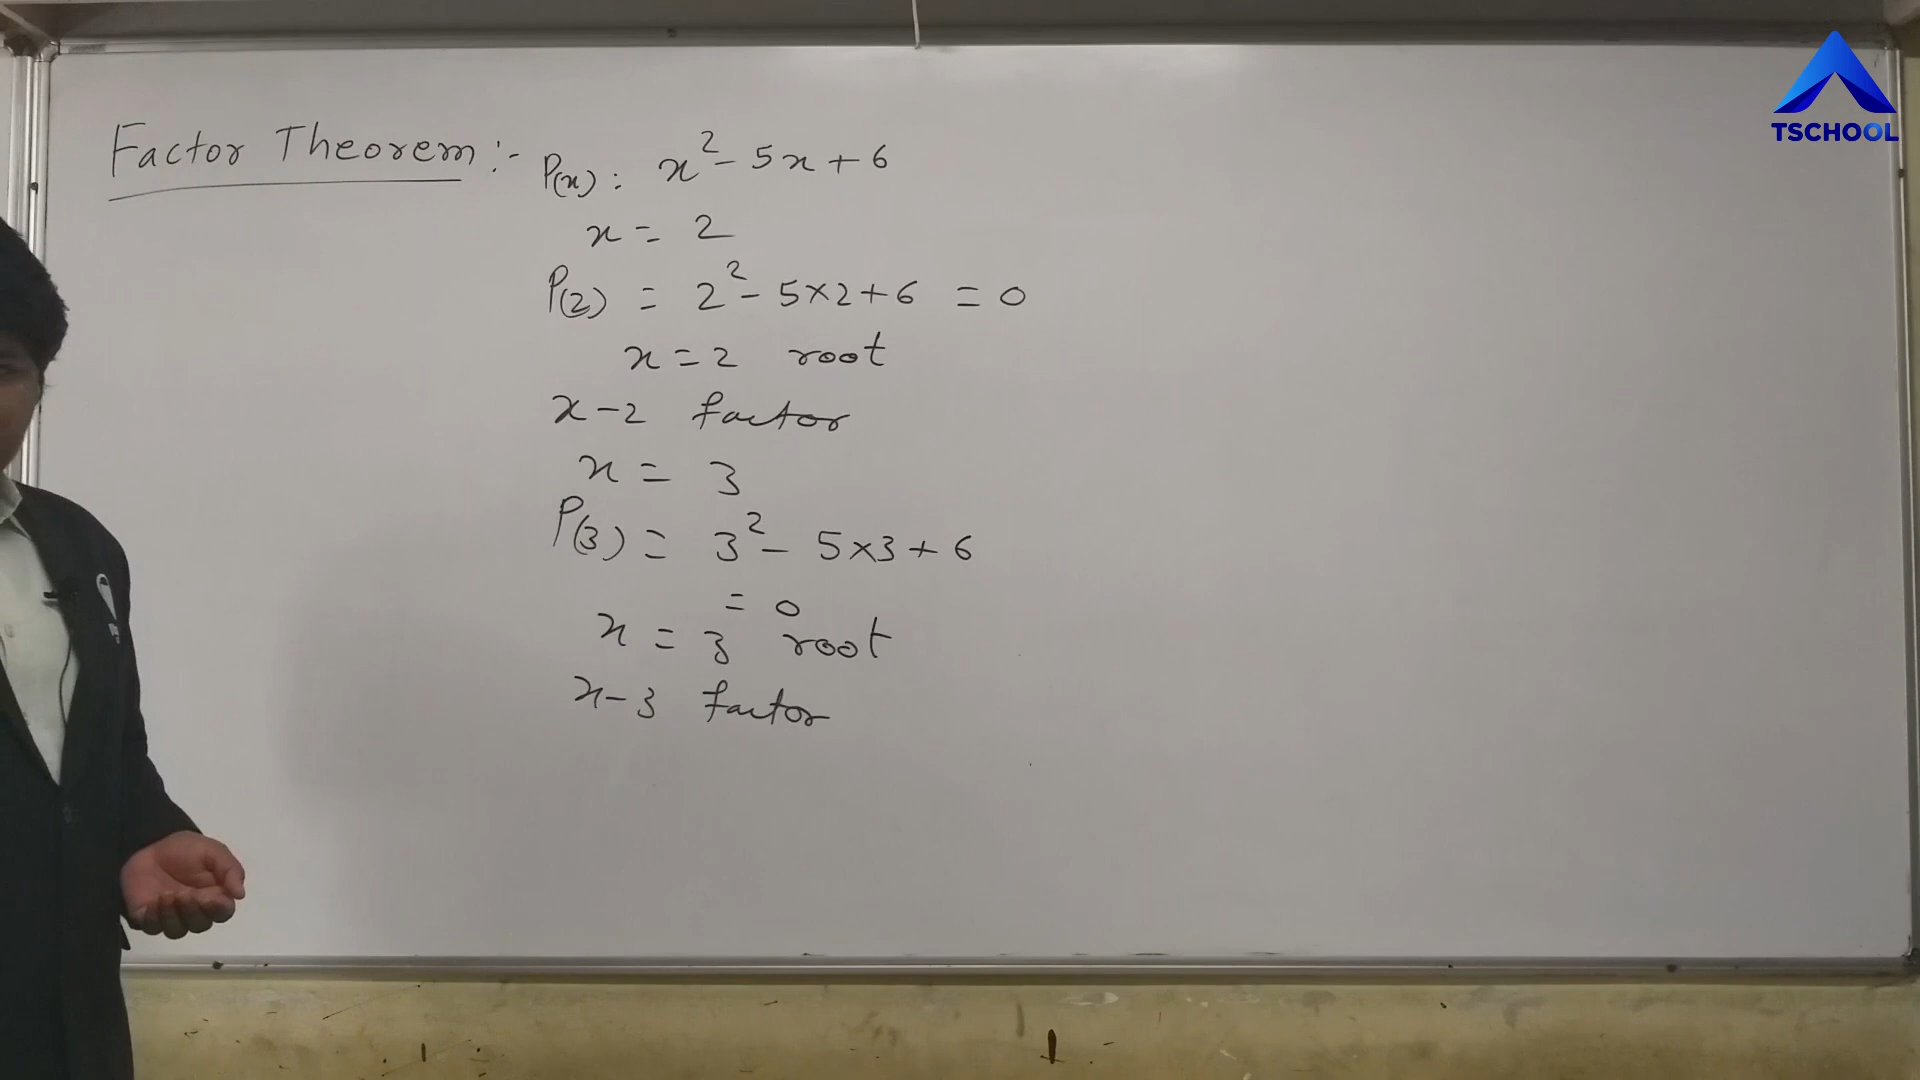 Factor Theorem :- P(x) : x² - 5x + 6
x = 2
P(2) = 2² - 5×2 + 6 = 0
x = 2 root
x - 2 factor
x = 3
P(3) = 3² - 5×3 + 6
= 0
x = 3 root
x - 3 factor
TSCHOOL